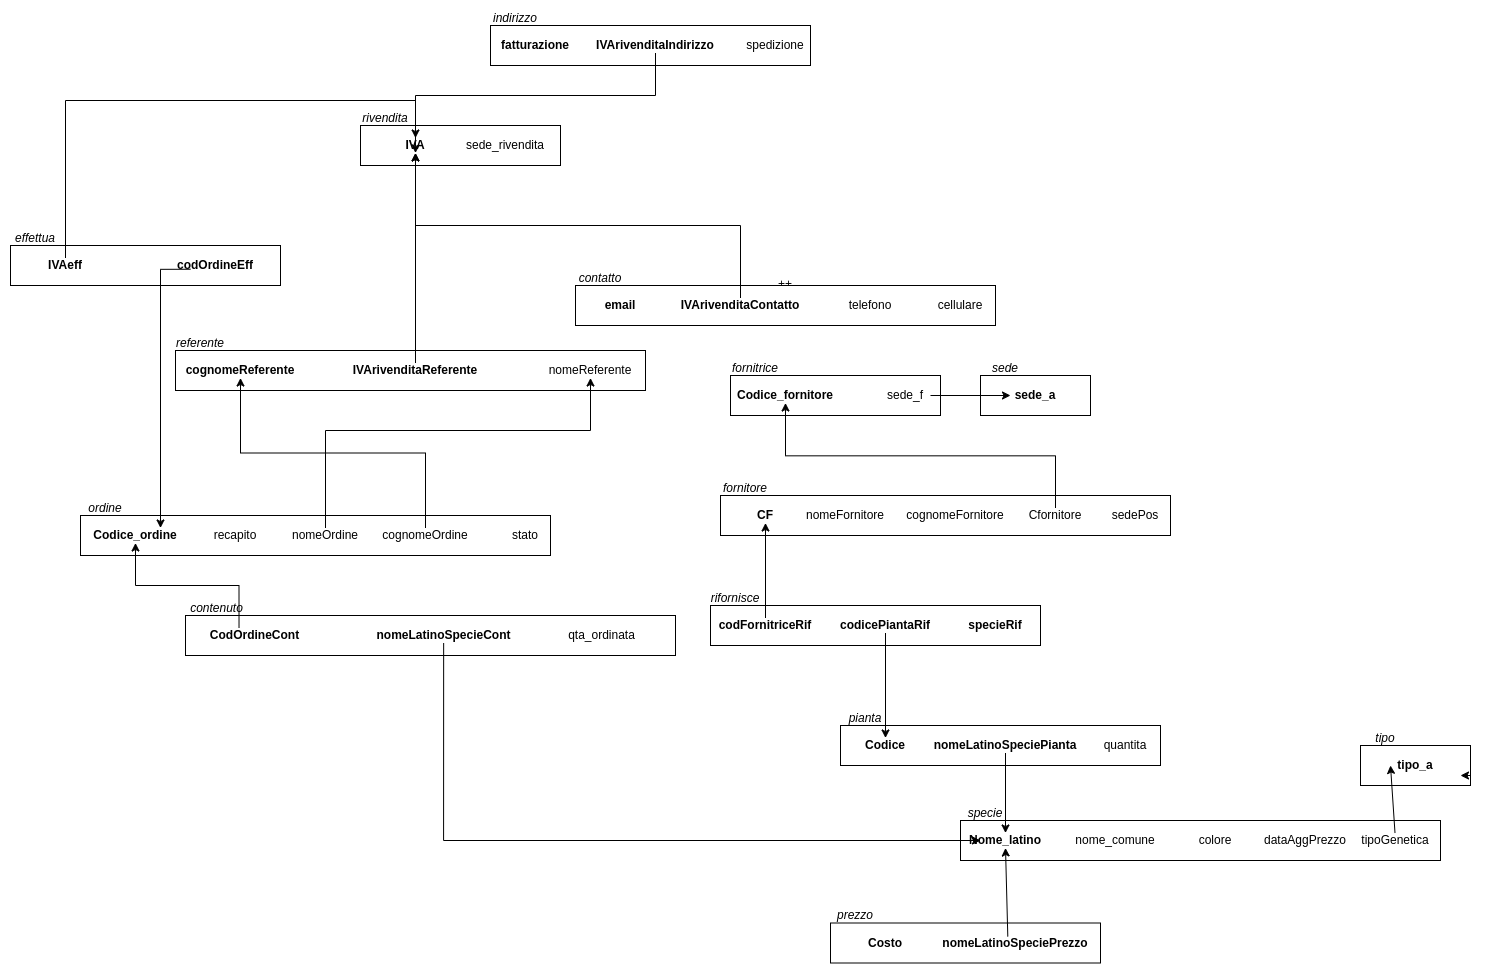 indirizzo
fatturazione IVArivenditaIndirizzo spedizione
rivendita
IVA sede_rivendita
effettua
IVAeff codOrdineEff
contatto ++
email IVArivenditaContatto telefono cellulare
referente
cognomeReferente IVArivenditaReferente nomeReferente
fornitrice sede
Codice_fornitore sede_f sede_a
fornitore
CF nomeFornitore cognomeFornitore Cfornitore sedePos
ordine
Codice_ordine recapito nomeOrdine cognomeOrdine stato
rifornisce
codFornitriceRif codicePiantaRif specieRif
contenuto
CodOrdineCont nomeLatinoSpecieCont qta_ordinata
pianta
Codice nomeLatinoSpeciePianta quantita
tipo
tipo_a
specie
Nome_latino nome_comune colore dataAggPrezzo tipoGenetica
prezzo
Costo nomeLatinoSpeciePrezzo